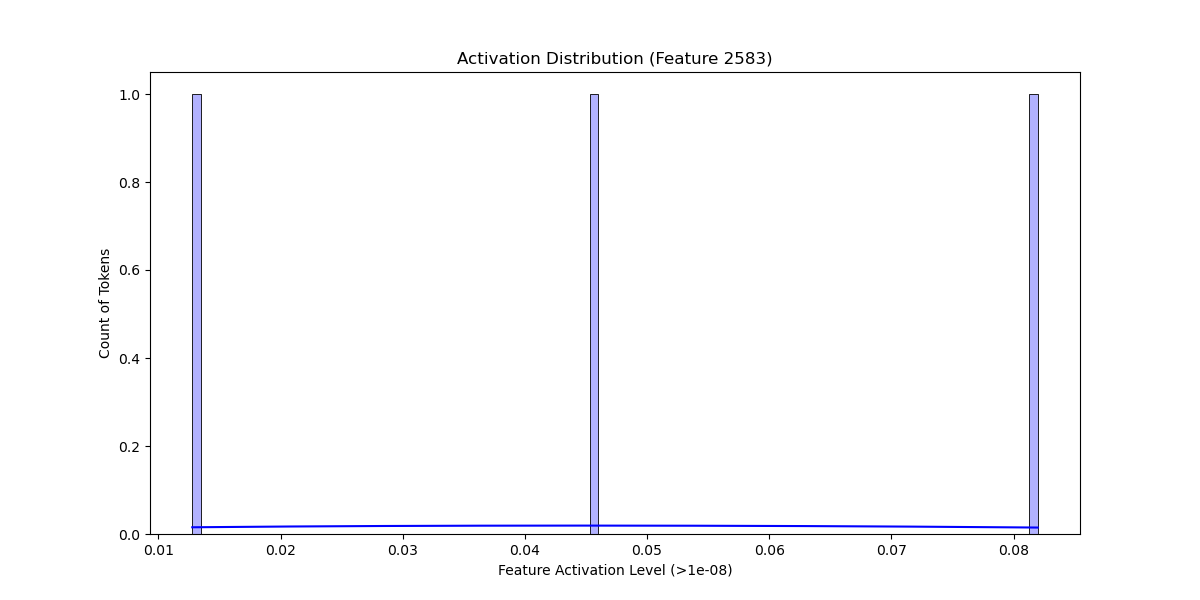 Activation Distribution (Feature 2583)
Count of Tokens
1.0
0.8
0.6
0.4
0.2
0.0
0.01 0.02 0.03 0.04 0.05 0.06 0.07 0.08
Feature Activation Level (>1e-08)